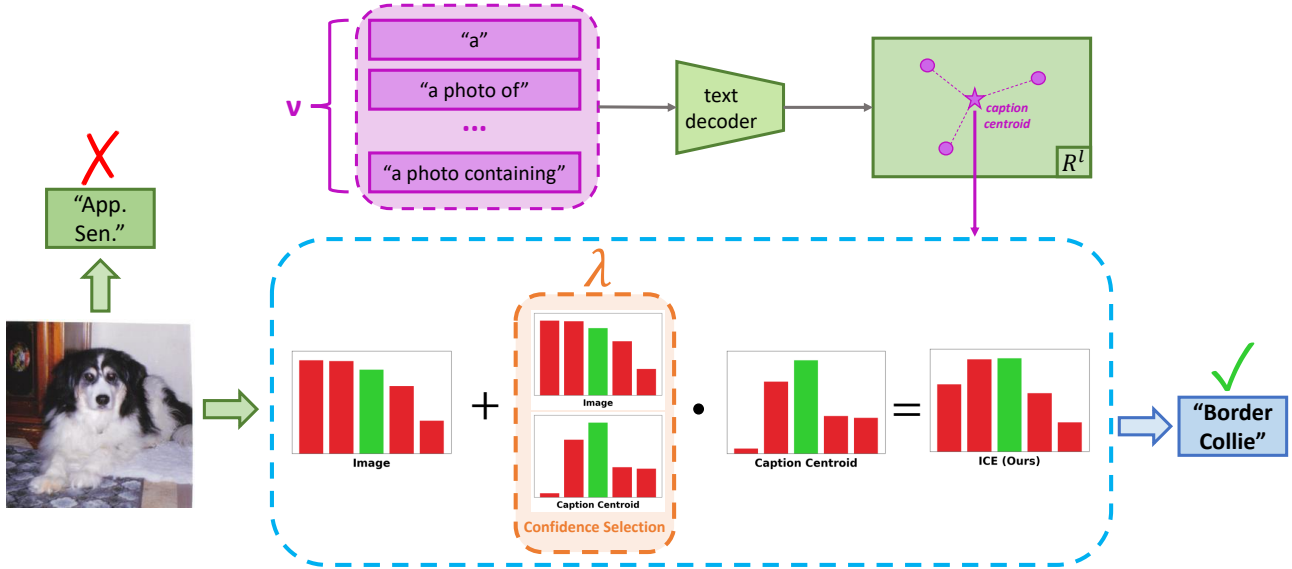 “a”
“a photo of”
...
“a photo containing”
v
text
decoder
caption
centroid
R^l
“App.
Sen.”
λ
Image
+
Image
Caption Centroid
Confidence Selection
·
Caption Centroid
=
ICE (Ours)
“Border
Collie”